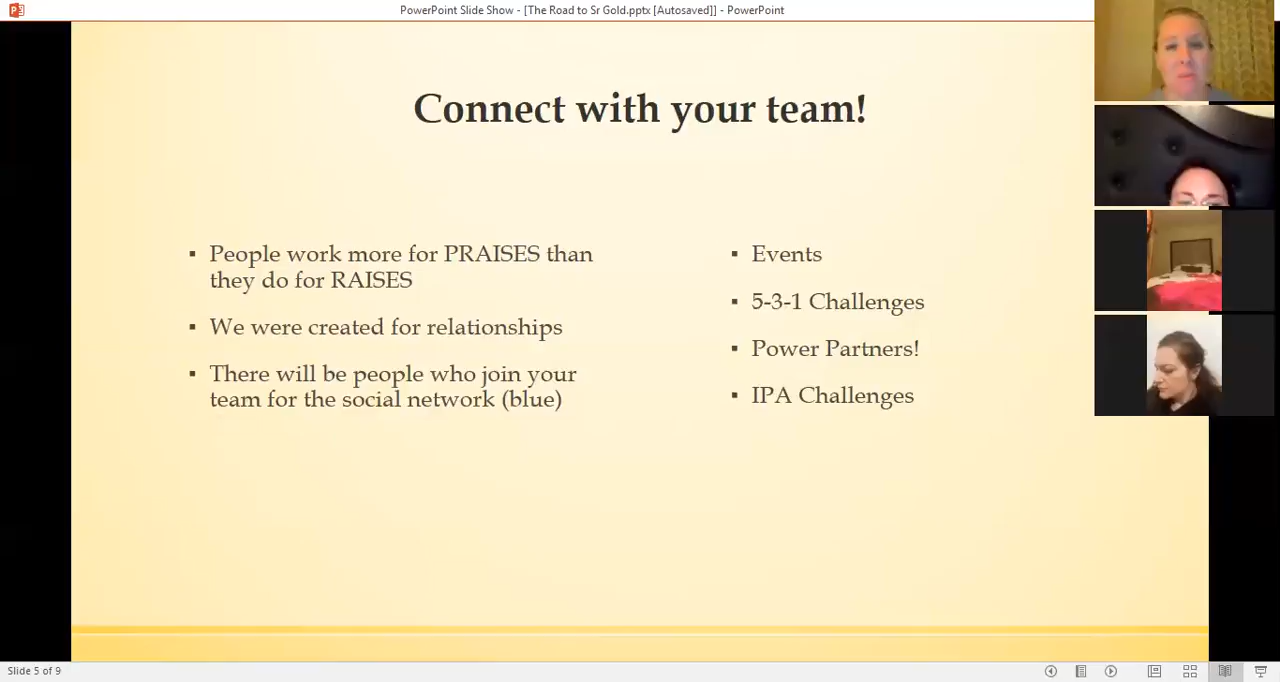 PowerPoint Slide Show - [The Road to Sr Gold.pptx [Autosaved]] - PowerPoint
Connect with your team!
▪ People work more for PRAISES than
they do for RAISES
▪ We were created for relationships
▪ There will be people who join your
team for the social network (blue)
▪ Events
▪ 5-3-1 Challenges
▪ Power Partners!
▪ IPA Challenges
Slide 5 of 9